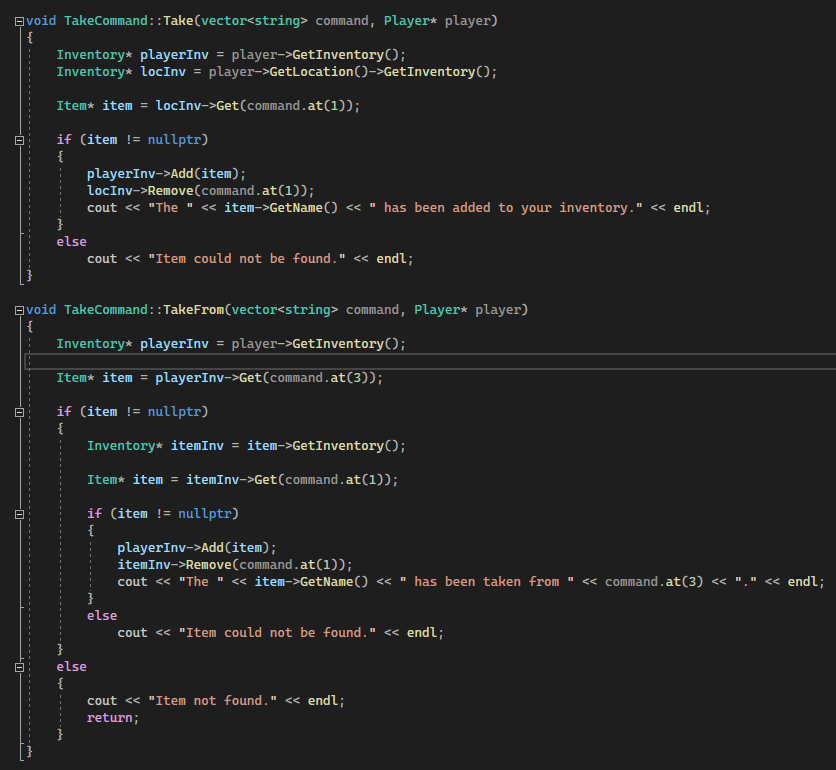 void TakeCommand::Take(vector<string> command, Player* player)
{
    Inventory* playerInv = player->GetInventory();
    Inventory* locInv = player->GetLocation()->GetInventory();

    Item* item = locInv->Get(command.at(1));

    if (item != nullptr)
    {
        playerInv->Add(item);
        locInv->Remove(command.at(1));
        cout << "The " << item->GetName() << " has been added to your inventory." << endl;
    }
    else
        cout << "Item could not be found." << endl;
}

void TakeCommand::TakeFrom(vector<string> command, Player* player)
{
    Inventory* playerInv = player->GetInventory();

    Item* item = playerInv->Get(command.at(3));

    if (item != nullptr)
    {
        Inventory* itemInv = item->GetInventory();

        Item* item = itemInv->Get(command.at(1));

        if (item != nullptr)
        {
            playerInv->Add(item);
            itemInv->Remove(command.at(1));
            cout << "The " << item->GetName() << " has been taken from " << command.at(3) << "." << endl;
        }
        else
            cout << "Item could not be found." << endl;
    }
    else
    {
        cout << "Item not found." << endl;
        return;
    }
}